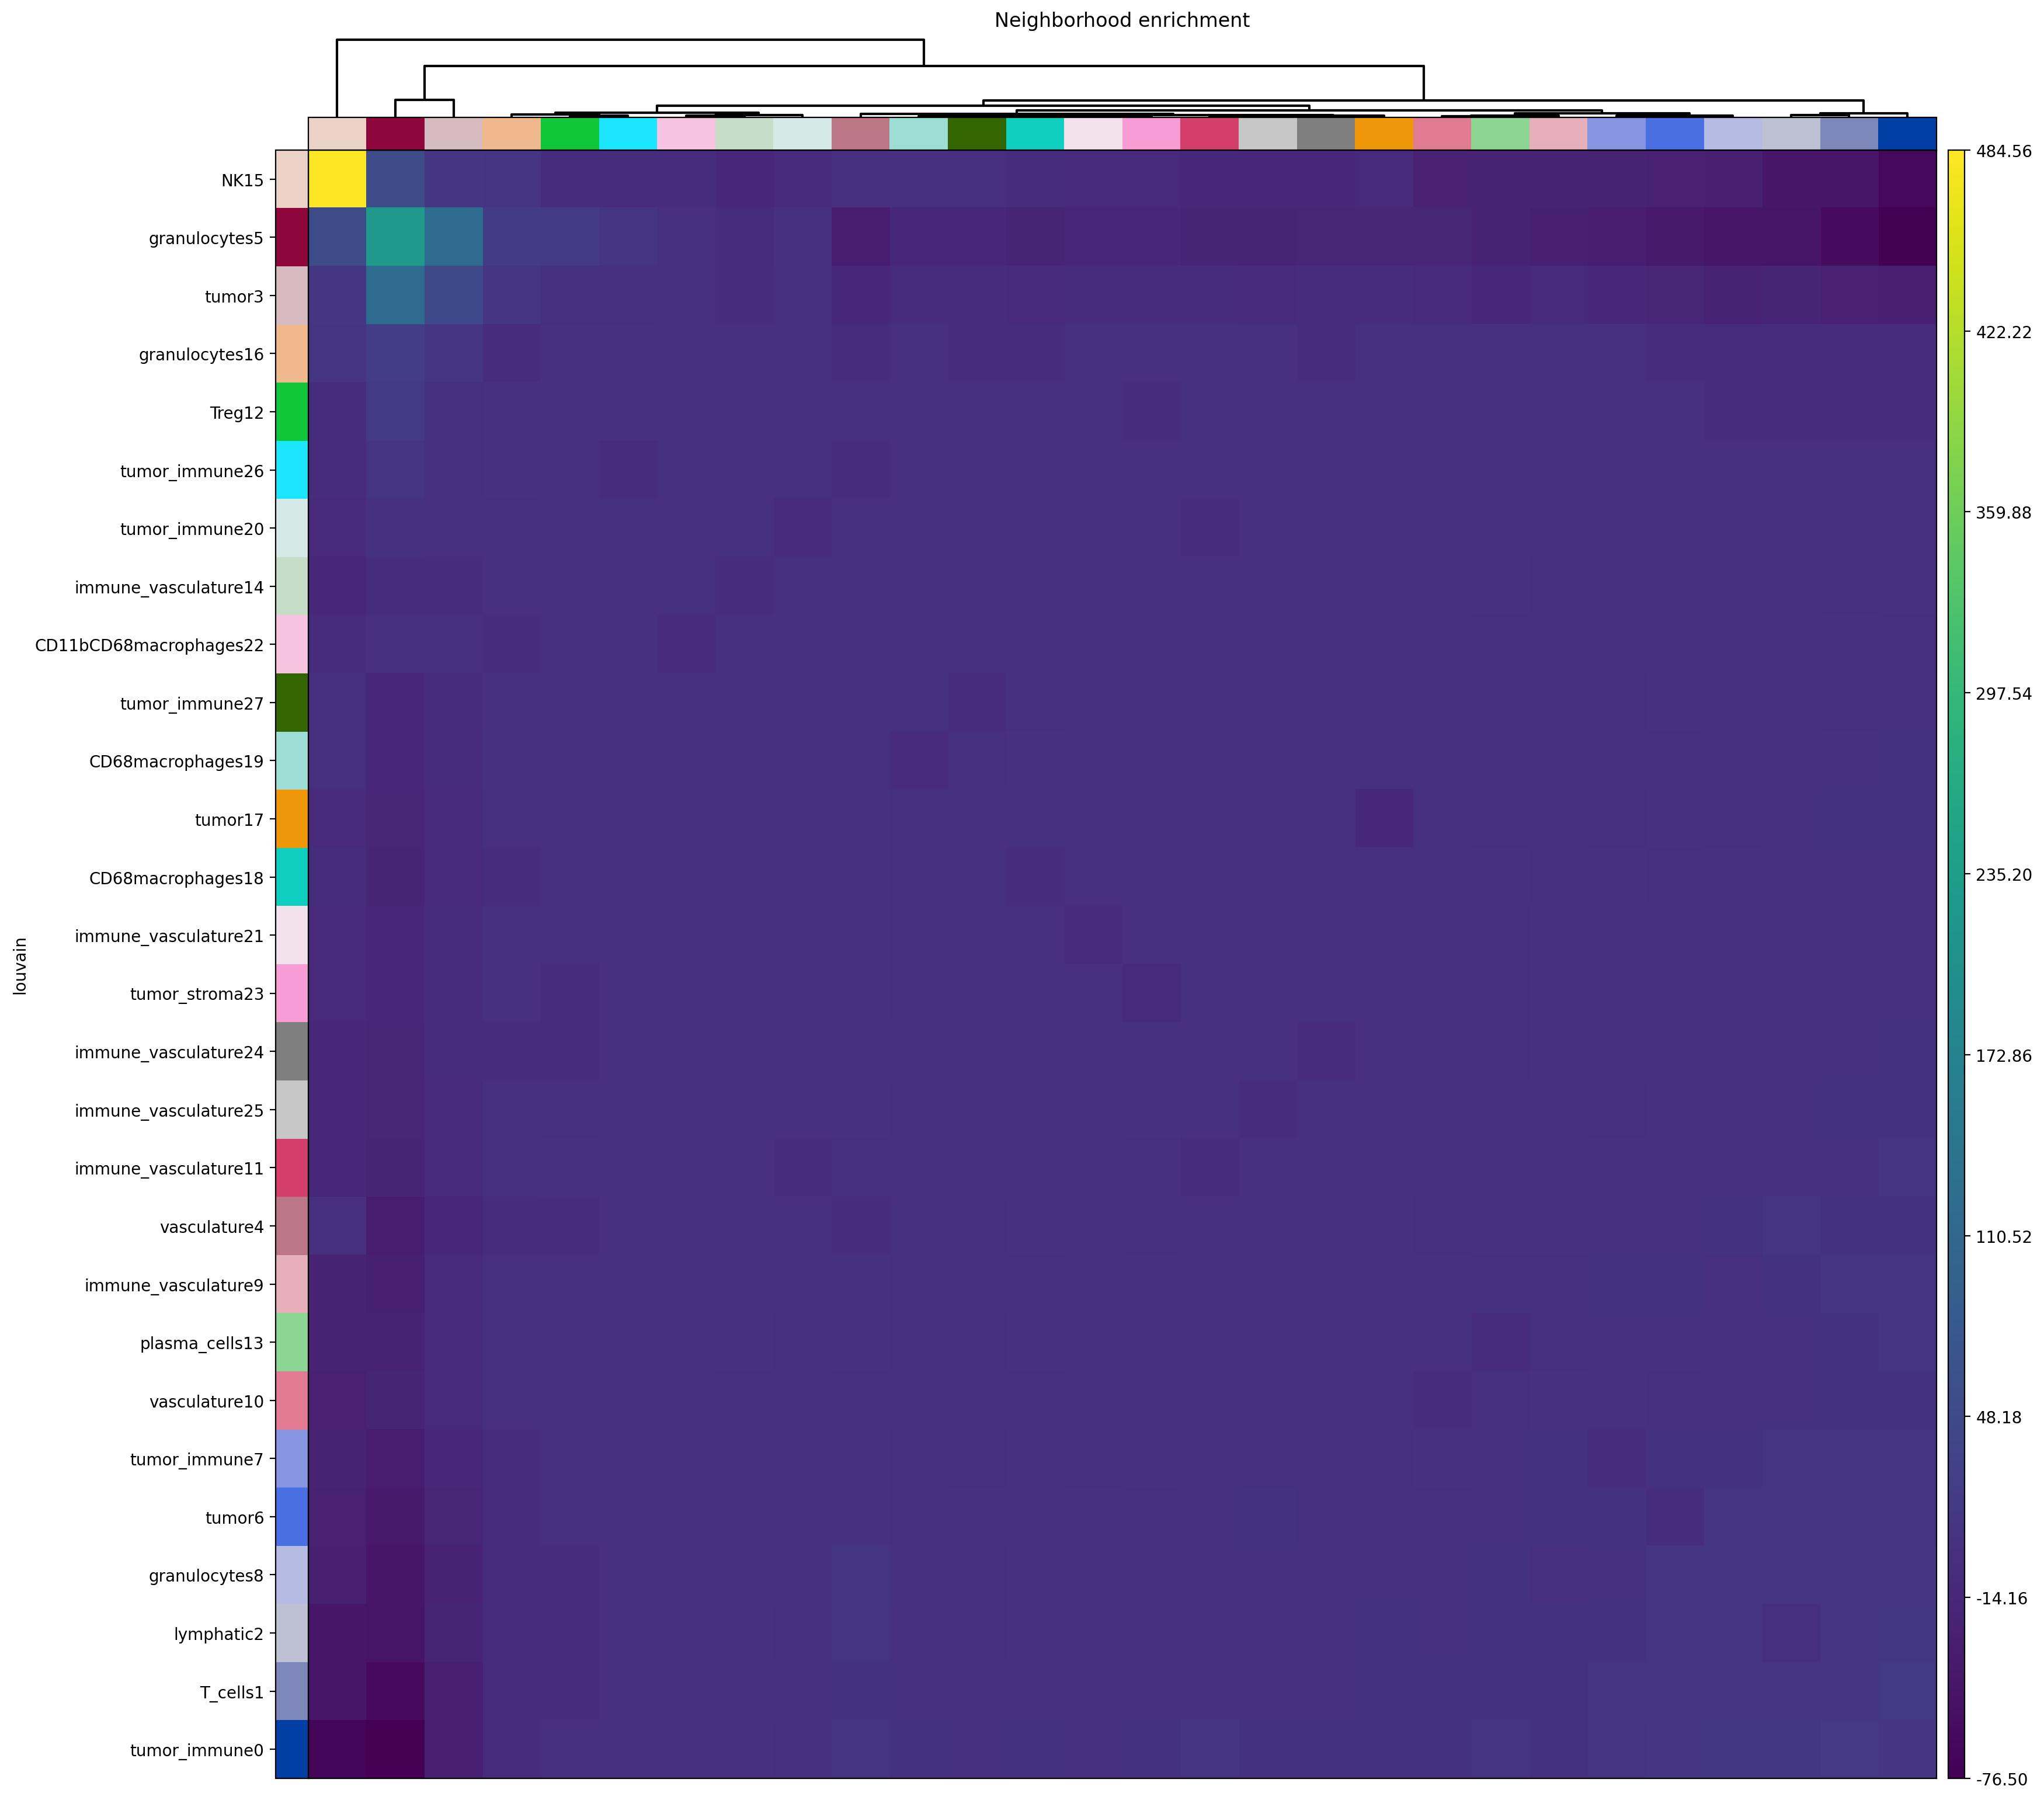 Neighborhood enrichment
NK15
granulocytes5
tumor3
granulocytes16
Treg12
tumor_immune26
tumor_immune20
immune_vasculature14
CD11bCD68macrophages22
tumor_immune27
CD68macrophages19
tumor17
CD68macrophages18
immune_vasculature21
tumor_stroma23
immune_vasculature24
immune_vasculature25
immune_vasculature11
vasculature4
immune_vasculature9
plasma_cells13
vasculature10
tumor_immune7
tumor6
granulocytes8
lymphatic2
T_cells1
tumor_immune0
louvain
484.56
422.22
359.88
297.54
235.20
172.86
110.52
48.18
-14.16
-76.50